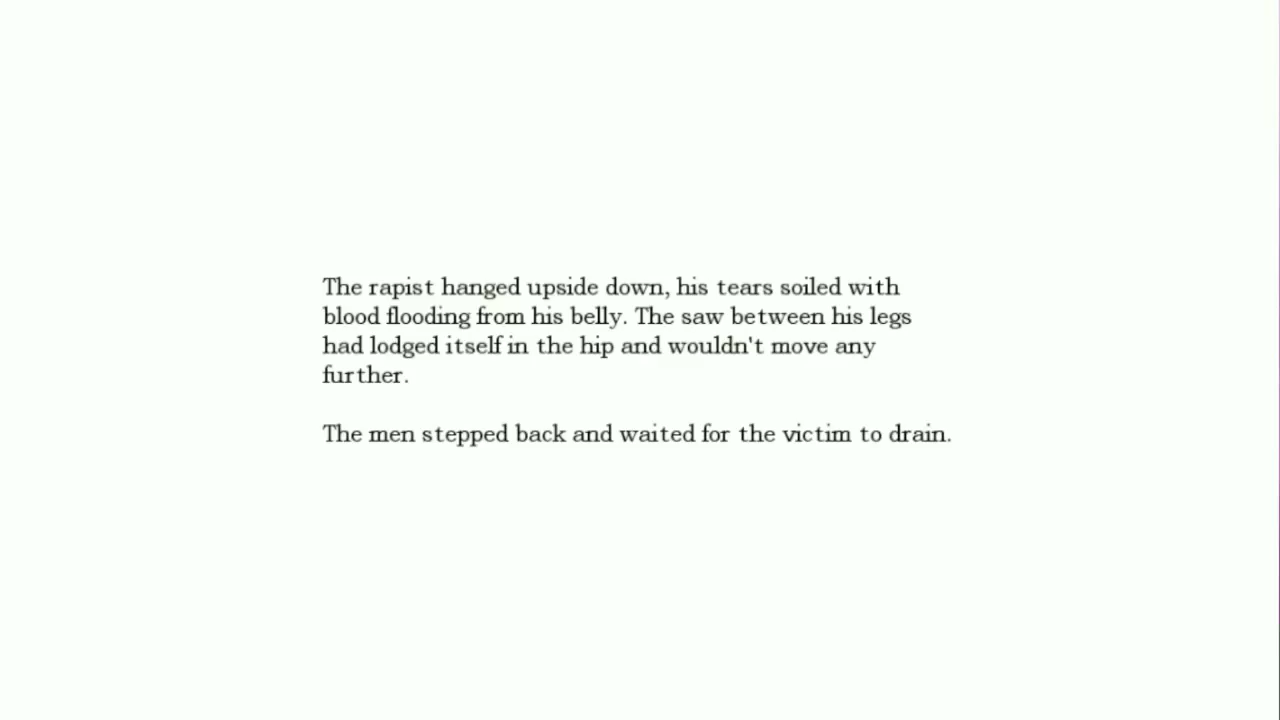 The rapist hanged upside down, his tears soiled with
blood flooding from his belly. The saw between his legs
had lodged itself in the hip and wouldn't move any
further.
The men stepped back and waited for the victim to drain.